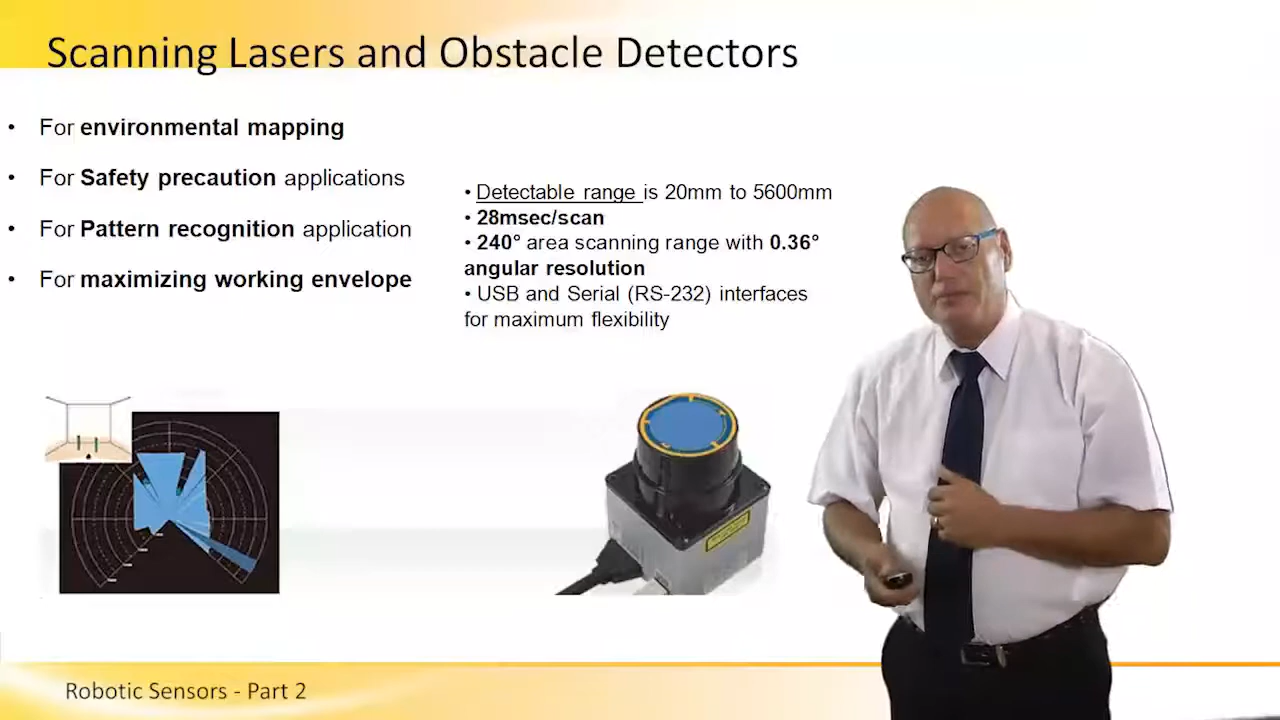 Scanning Lasers and Obstacle Detectors
• For environmental mapping
• For Safety precaution applications
• For Pattern recognition application
• For maximizing working envelope
• Detectable range is 20mm to 5600mm
• 28msec/scan
• 240° area scanning range with 0.36°
angular resolution
• USB and Serial (RS-232) interfaces
for maximum flexibility
Robotic Sensors - Part 2